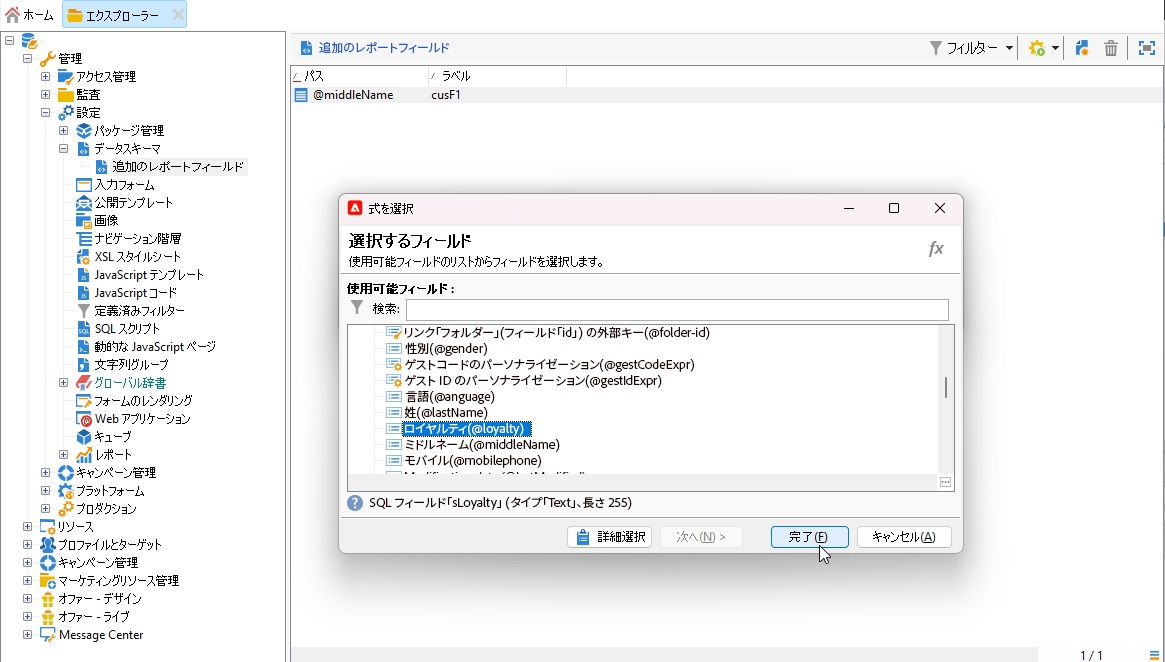 ホーム
エクスプローラー
管理
アクセス管理
監査
設定
パッケージ管理
データスキーマ
追加のレポートフィールド
入力フォーム
公開テンプレート
画像
ナビゲーション階層
XSL スタイルシート
JavaScript テンプレート
JavaScript コード
定義済みフィルター
SQL スクリプト
動的な JavaScript ページ
文字列グループ
グローバル辞書
フォームのレンダリング
Web アプリケーション
キューブ
レポート
キャンペーン管理
プラットフォーム
プロダクション
リソース
プロファイルとターゲット
キャンペーン管理
マーケティングリソース管理
オファー - デザイン
オファー - ライブ
Message Center
追加のレポートフィールド
フィルター
パス ラベル
@middleName cusF1
式を選択
選択するフィールド
使用可能フィールドのリストからフィールドを選択します。
fx
使用可能フィールド :
検索:
リンク「フォルダー」(フィールド「id」) の外部キー(@folder-id)
性別(@gender)
ゲストコードのパーソナライゼーション(@gestCodeExpr)
ゲスト ID のパーソナライゼーション(@gestIdExpr)
言語(@anguage)
姓(@lastName)
ロイヤルティ(@loyalty)
ミドルネーム(@middleName)
モバイル(@mobilephone)
SQL フィールド「sLoyalty」 (タイプ「Text」、長さ 255)
詳細選択
次へ(N) >
完了(F)
キャンセル(A)
1 / 1